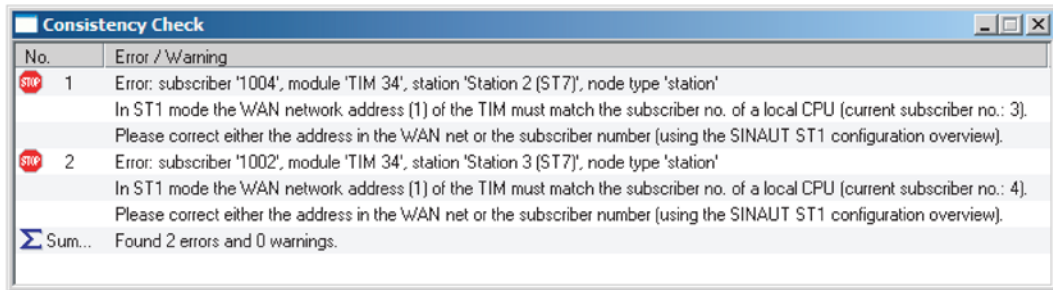 Consistency Check
No. Error / Warning
STOP 1 Error: subscriber '1004', module 'TIM 34', station 'Station 2 (ST7)', node type 'station'
In ST1 mode the WAN network address (1) of the TIM must match the subscriber no. of a local CPU (current subscriber no.: 3).
Please correct either the address in the WAN net or the subscriber number (using the SINAUT ST1 configuration overview).
STOP 2 Error: subscriber '1002', module 'TIM 34', station 'Station 3 (ST7)', node type 'station'
In ST1 mode the WAN network address (1) of the TIM must match the subscriber no. of a local CPU (current subscriber no.: 4).
Please correct either the address in the WAN net or the subscriber number (using the SINAUT ST1 configuration overview).
Σ Sum... Found 2 errors and 0 warnings.